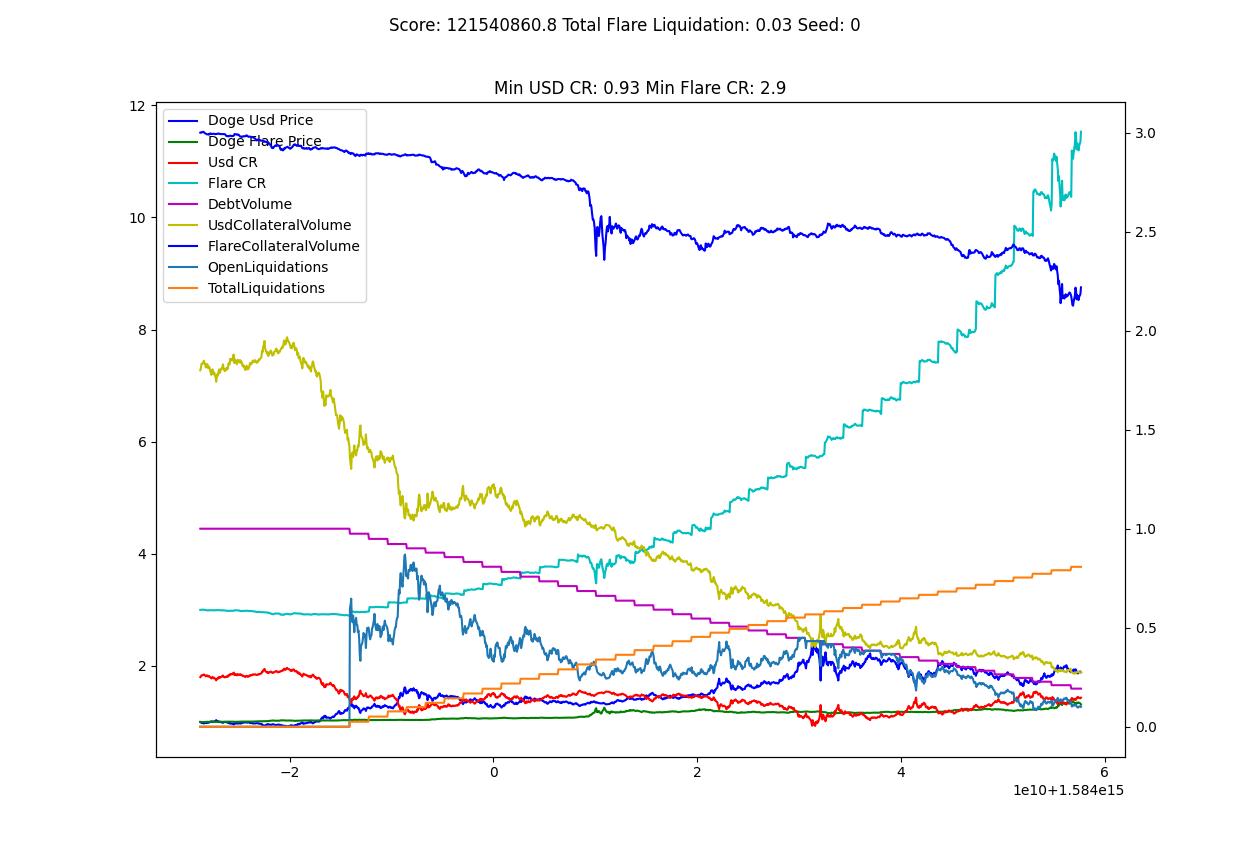 Score: 121540860.8 Total Flare Liquidation: 0.03 Seed: 0
Min USD CR: 0.93 Min Flare CR: 2.9
Doge Usd Price
Doge Flare Price
Usd CR
Flare CR
DebtVolume
UsdCollateralVolume
FlareCollateralVolume
OpenLiquidations
TotalLiquidations
12
10
8
6
4
2
3.0
2.5
2.0
1.5
1.0
0.5
0.0
−2
0
2
4
6
1e10+1.584e15